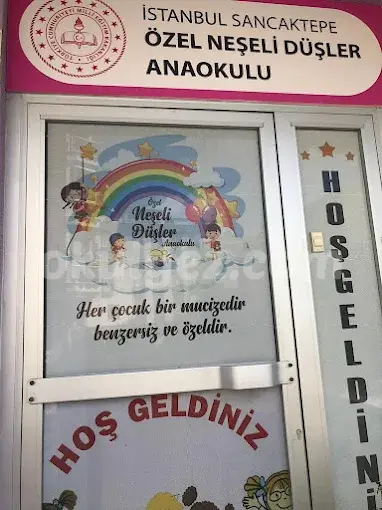 İSTANBUL SANCAKTEPE
ÖZEL NEŞELİ DÜŞLER
ANAOKULU
Özel
Neşeli
Düşler
Anaokulu
Her çocuk bir mucizedir
benzersiz ve özeldir.
HOŞ GELDİNİZ
HOŞGELDİNİ